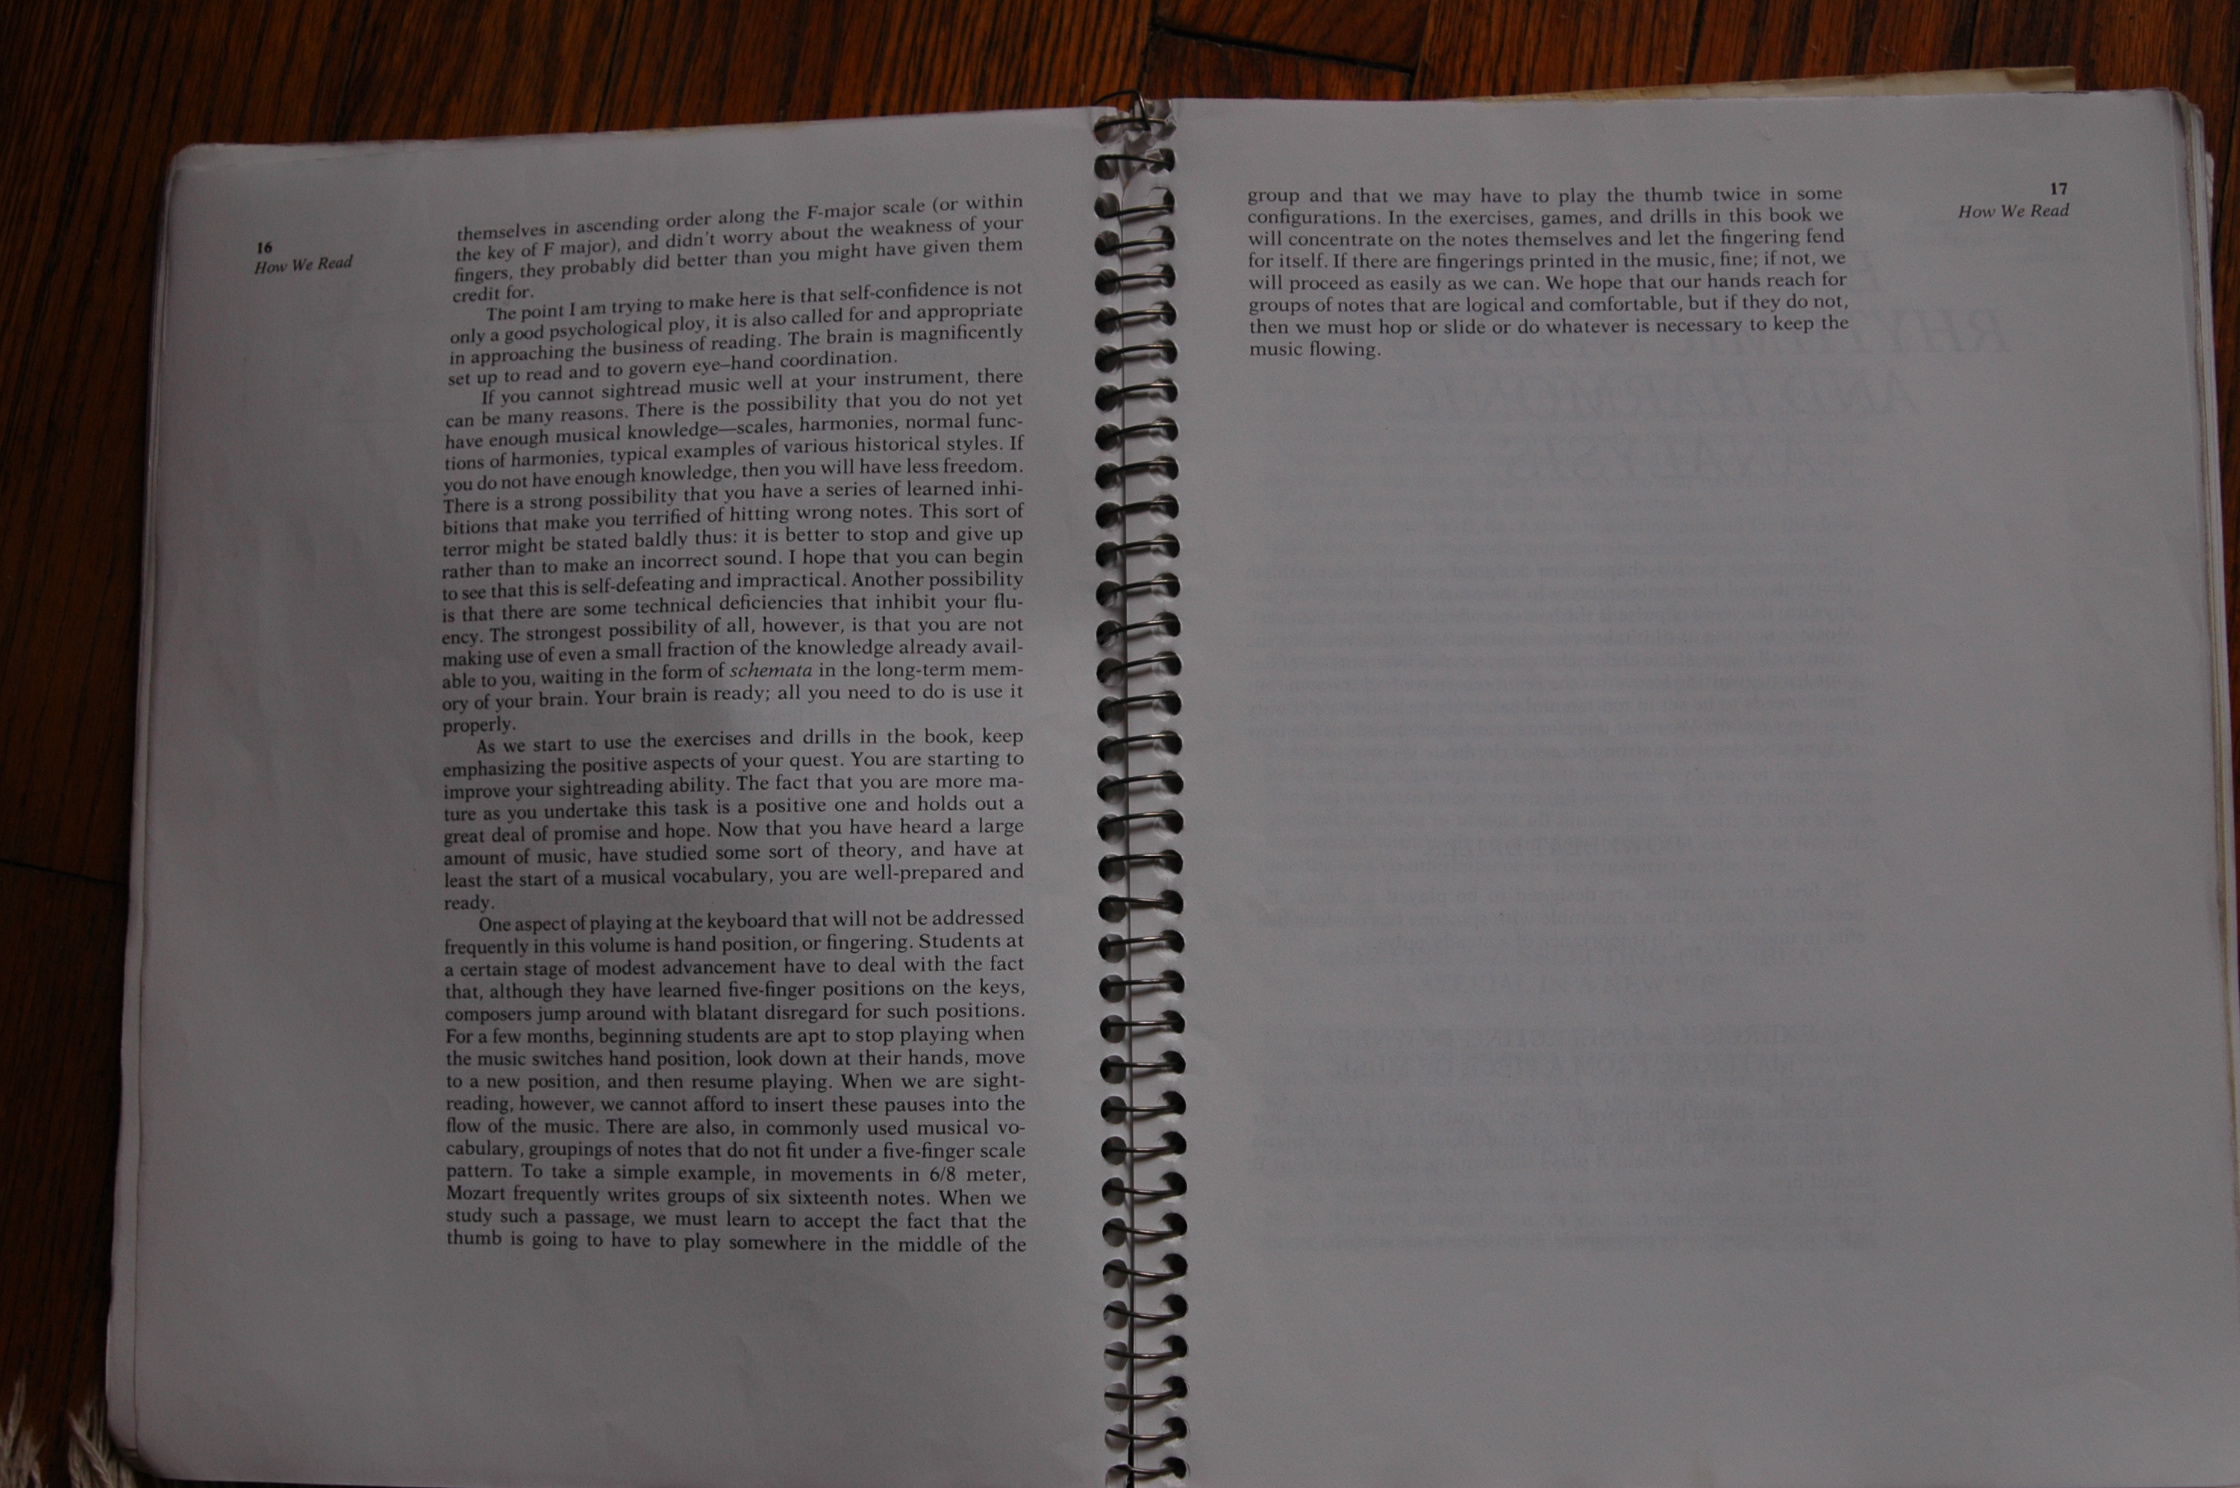 16
How We Read
themselves in ascending order along the F-major scale (or within
the key of F major), and didn't worry about the weakness of your
fingers, they probably did better than you might have given them
credit for.
The point I am trying to make here is that self-confidence is not
only a good psychological ploy, it is also called for and appropriate
in approaching the business of reading. The brain is magnificently
set up to read and to govern eye–hand coordination.
If you cannot sightread music well at your instrument, there
can be many reasons. There is the possibility that you do not yet
have enough musical knowledge—scales, harmonies, normal func-
tions of harmonies, typical examples of various historical styles. If
you do not have enough knowledge, then you will have less freedom.
There is a strong possibility that you have a series of learned inhi-
bitions that make you terrified of hitting wrong notes. This sort of
terror might be stated baldly thus: it is better to stop and give up
rather than to make an incorrect sound. I hope that you can begin
to see that this is self-defeating and impractical. Another possibility
is that there are some technical deficiencies that inhibit your flu-
ency. The strongest possibility of all, however, is that you are not
making use of even a small fraction of the knowledge already avail-
able to you, waiting in the form of schemata in the long-term mem-
ory of your brain. Your brain is ready; all you need to do is use it
properly.
As we start to use the exercises and drills in the book, keep
emphasizing the positive aspects of your quest. You are starting to
improve your sightreading ability. The fact that you are more ma-
ture as you undertake this task is a positive one and holds out a
great deal of promise and hope. Now that you have heard a large
amount of music, have studied some sort of theory, and have at
least the start of a musical vocabulary, you are well-prepared and
ready.
One aspect of playing at the keyboard that will not be addressed
frequently in this volume is hand position, or fingering. Students at
a certain stage of modest advancement have to deal with the fact
that, although they have learned five-finger positions on the keys,
composers jump around with blatant disregard for such positions.
For a few months, beginning students are apt to stop playing when
the music switches hand position, look down at their hands, move
to a new position, and then resume playing. When we are sight-
reading, however, we cannot afford to insert these pauses into the
flow of the music. There are also, in commonly used musical vo-
cabulary, groupings of notes that do not fit under a five-finger scale
pattern. To take a simple example, in movements in 6/8 meter,
Mozart frequently writes groups of six sixteenth notes. When we
study such a passage, we must learn to accept the fact that the
thumb is going to have to play somewhere in the middle of the
17
How We Read
group and that we may have to play the thumb twice in some
configurations. In the exercises, games, and drills in this book we
will concentrate on the notes themselves and let the fingering fend
for itself. If there are fingerings printed in the music, fine; if not, we
will proceed as easily as we can. We hope that our hands reach for
groups of notes that are logical and comfortable, but if they do not,
then we must hop or slide or do whatever is necessary to keep the
music flowing.